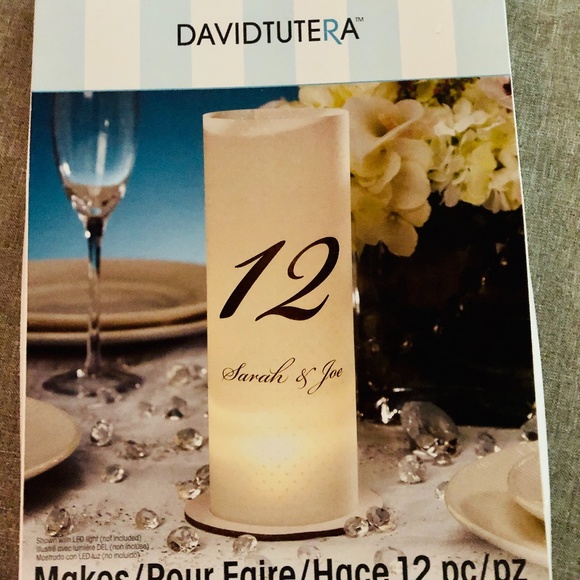 DAVIDTUTERA™
12
Sarah & Joe
Shown with LED light (not included)
Illustré avec lumière DEL (non incluse)
Mostrado con LED luz (no incluido)
Makes/Pour Faire/Hace 12 pc/pz